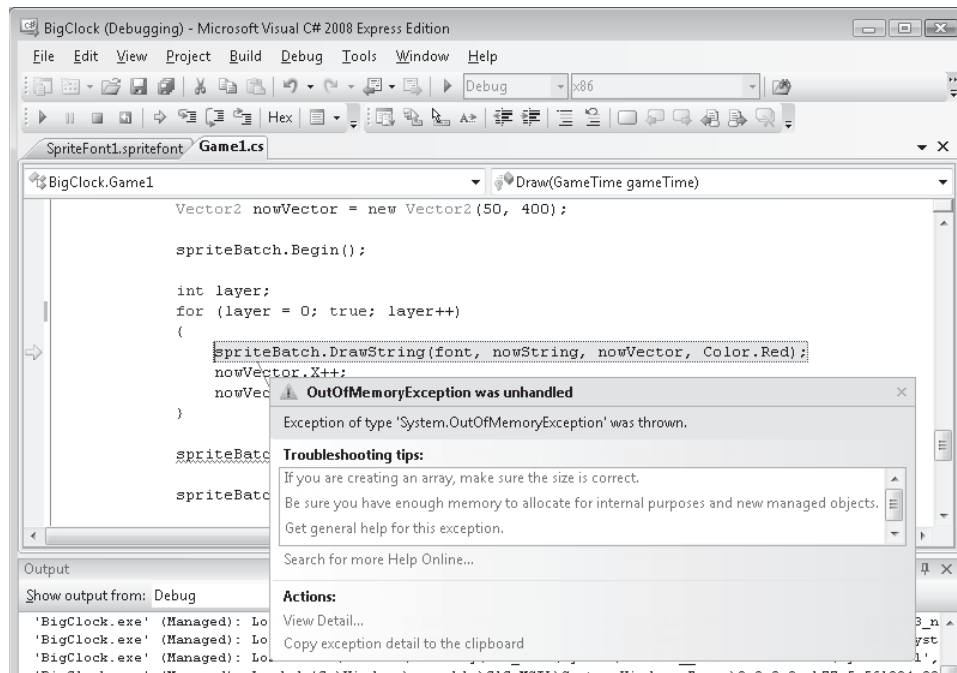 BigClock (Debugging) - Microsoft Visual C# 2008 Express Edition
File Edit View Project Build Debug Tools Window Help
Debug x86
Hex
SpriteFont1.spritefont Game1.cs
BigClock.Game1 Draw(GameTime gameTime)
Vector2 nowVector = new Vector2(50, 400);
spriteBatch.Begin();
int layer;
for (layer = 0; true; layer++)
{
spriteBatch.DrawString(font, nowString, nowVector, Color.Red);
nowVector.X++;
nowVec
}
spriteBatc
spriteBatc
OutOfMemoryException was unhandled
Exception of type 'System.OutOfMemoryException' was thrown.
Troubleshooting tips:
If you are creating an array, make sure the size is correct.
Be sure you have enough memory to allocate for internal purposes and new managed objects.
Get general help for this exception.
Search for more Help Online...
Actions:
View Detail...
Copy exception detail to the clipboard
Output
Show output from: Debug
'BigClock.exe' (Managed): Lo 3_n
'BigClock.exe' (Managed): Lo yst
'BigClock.exe' (Managed): Lo